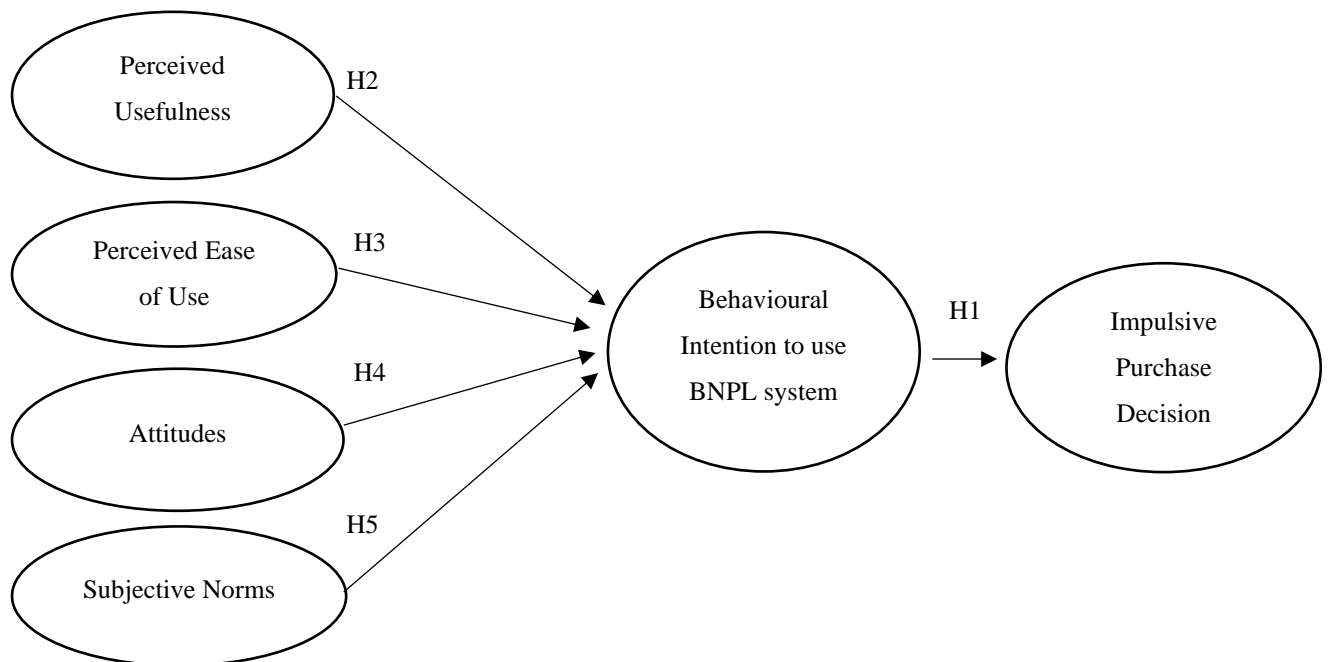 Perceived
Usefulness
H2
Perceived Ease
of Use
H3
Attitudes
H4
Subjective Norms
H5
Behavioural
Intention to use
BNPL system
H1
Impulsive
Purchase
Decision